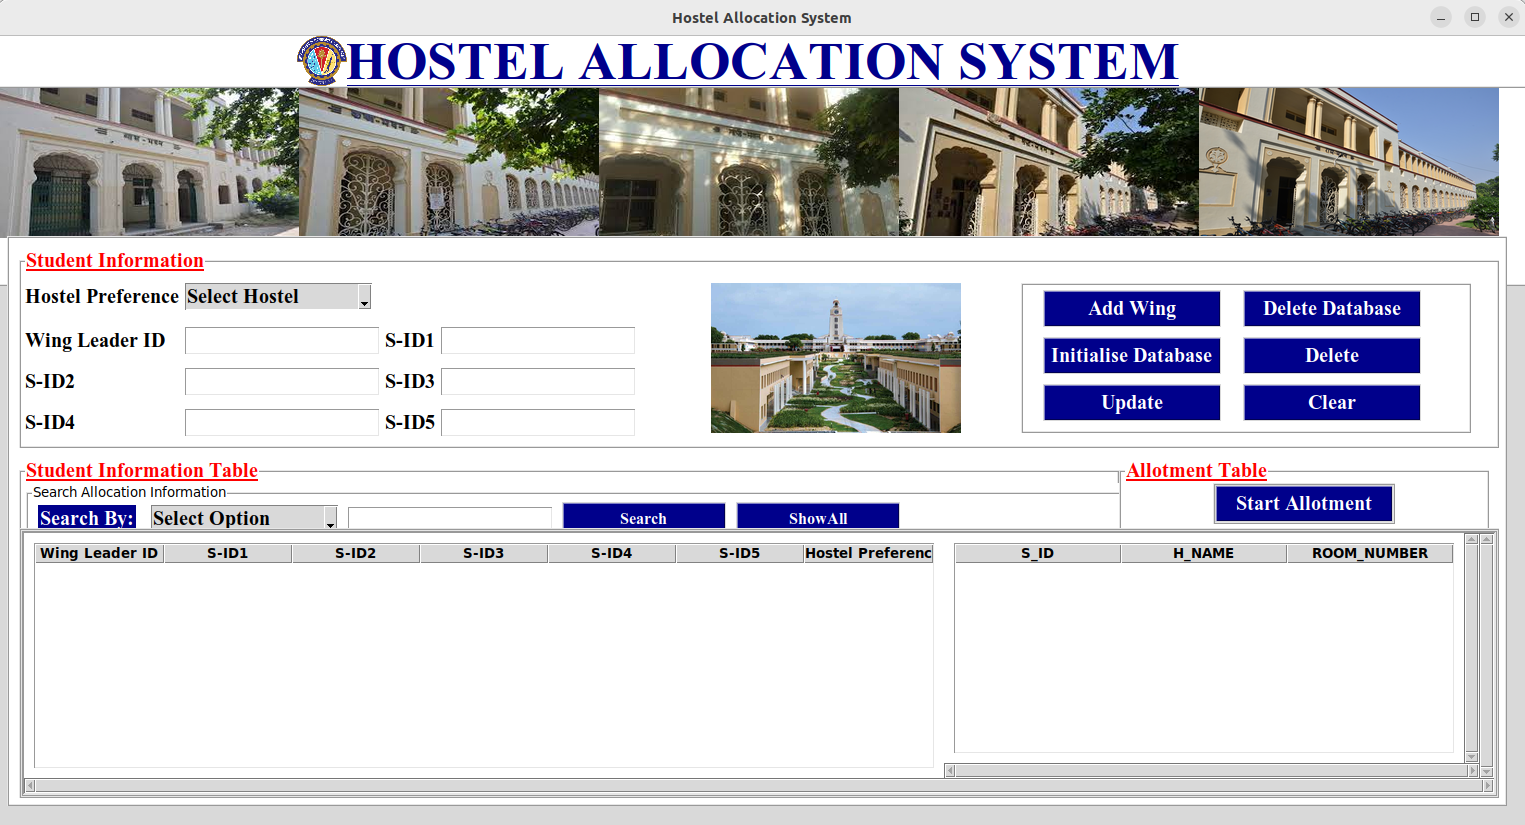 Hostel Allocation System
HOSTEL ALLOCATION SYSTEM
Student Information
Hostel Preference Select Hostel
Wing Leader ID S-ID1
S-ID2 S-ID3
S-ID4 S-ID5
Add Wing Delete Database
Initialise Database Delete
Update Clear
Student Information Table
Search Allocation Information
Search By: Select Option Search ShowAll
Allotment Table
Start Allotment
Wing Leader ID S-ID1 S-ID2 S-ID3 S-ID4 S-ID5 Hostel Preferenc
S_ID H_NAME ROOM_NUMBER